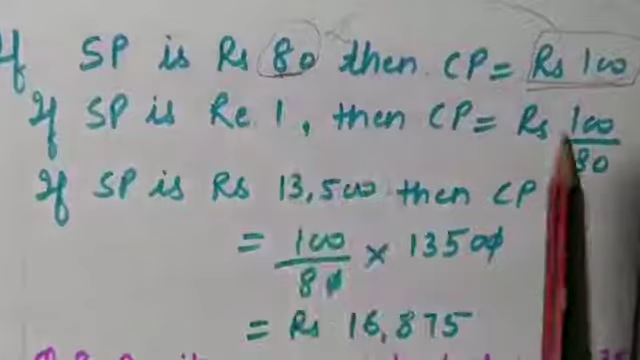 If SP is Rs 80 then CP = Rs 100
If SP is Re 1, then CP = Rs 100/80
If SP is Rs 13,500 then CP
= 100/80 × 13500
= Rs 16,875